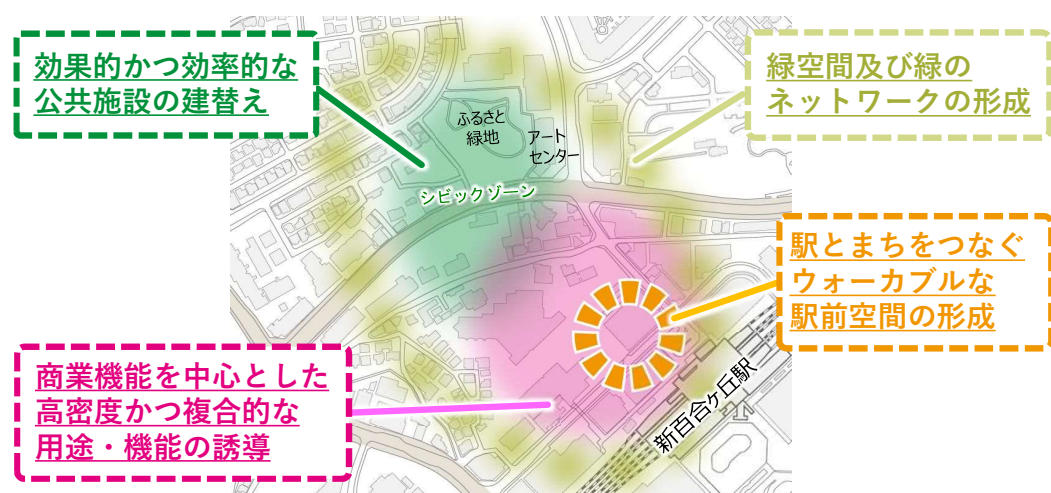 効果的かつ効率的な
公共施設の建替え
緑空間及び緑の
ネットワークの形成
ふるさと
緑地
アート
センター
シビックゾーン
駅とまちをつなぐ
ウォーカブルな
駅前空間の形成
商業機能を中心とした
高密度かつ複合的な
用途・機能の誘導
新百合ヶ丘駅